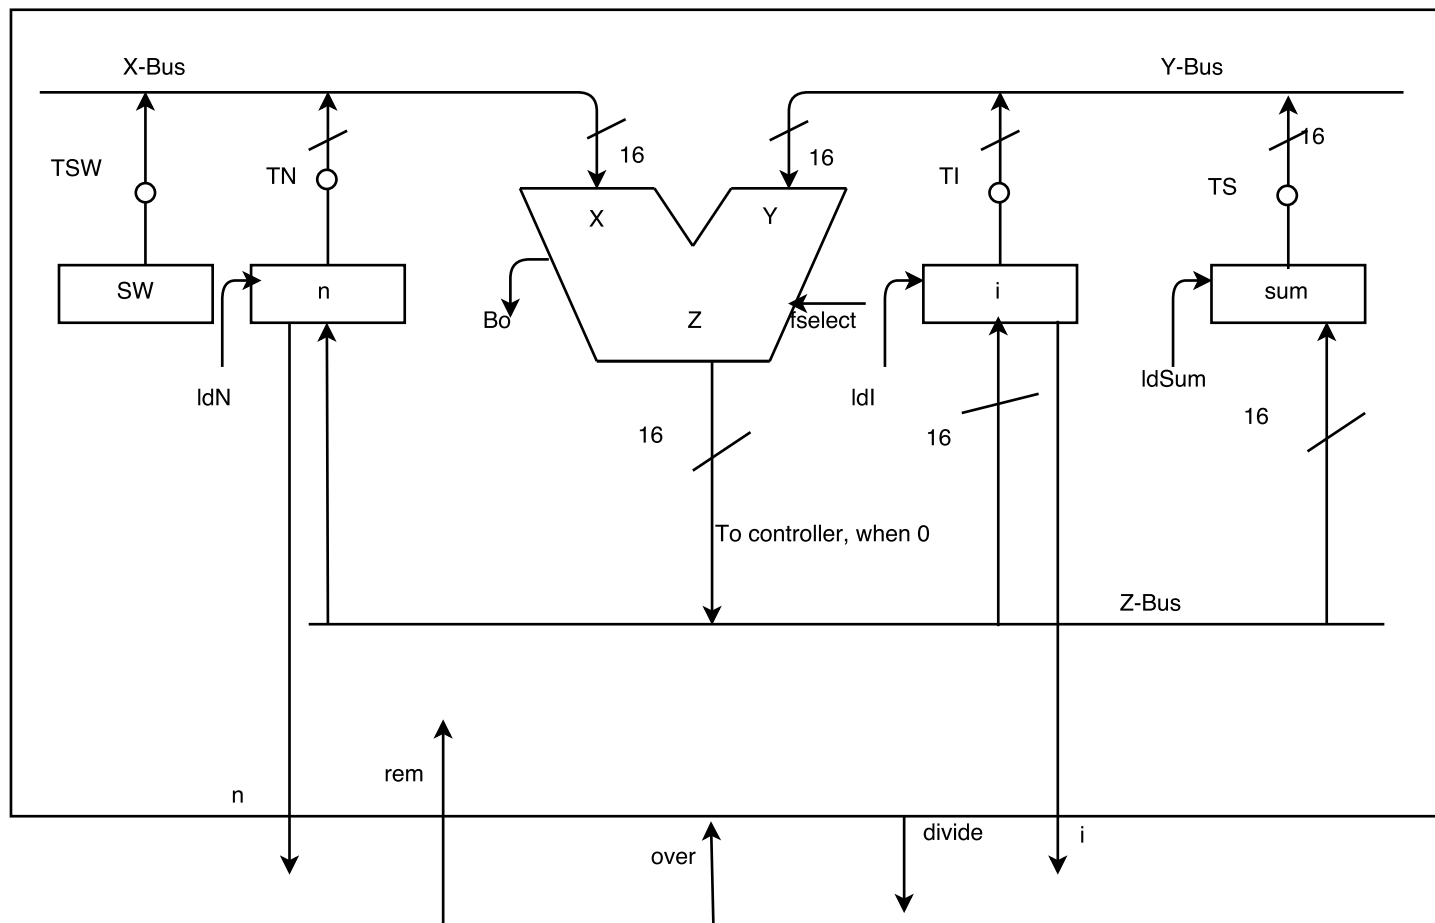 X-Bus
Y-Bus
TSW
TN
16
16
TI
16
TS
X
Y
SW
n
i
sum
Bo
Z
fselect
ldN
ldI
ldSum
16
16
16
To controller, when 0
Z-Bus
rem
n
over
divide
i